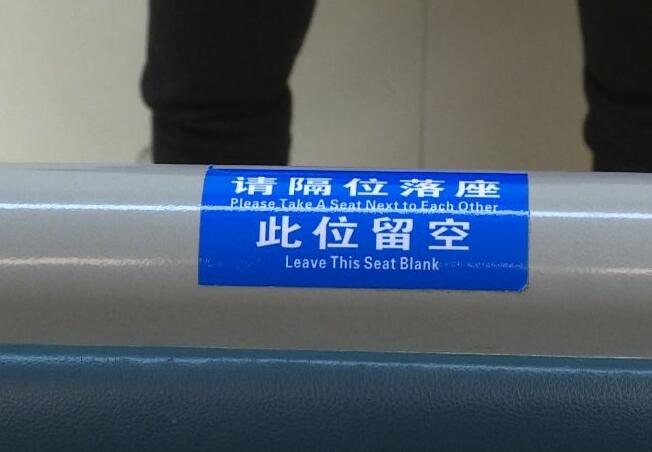 请隔位落座
Please Take A Seat Next to Each Other
此位留空
Leave This Seat Blank